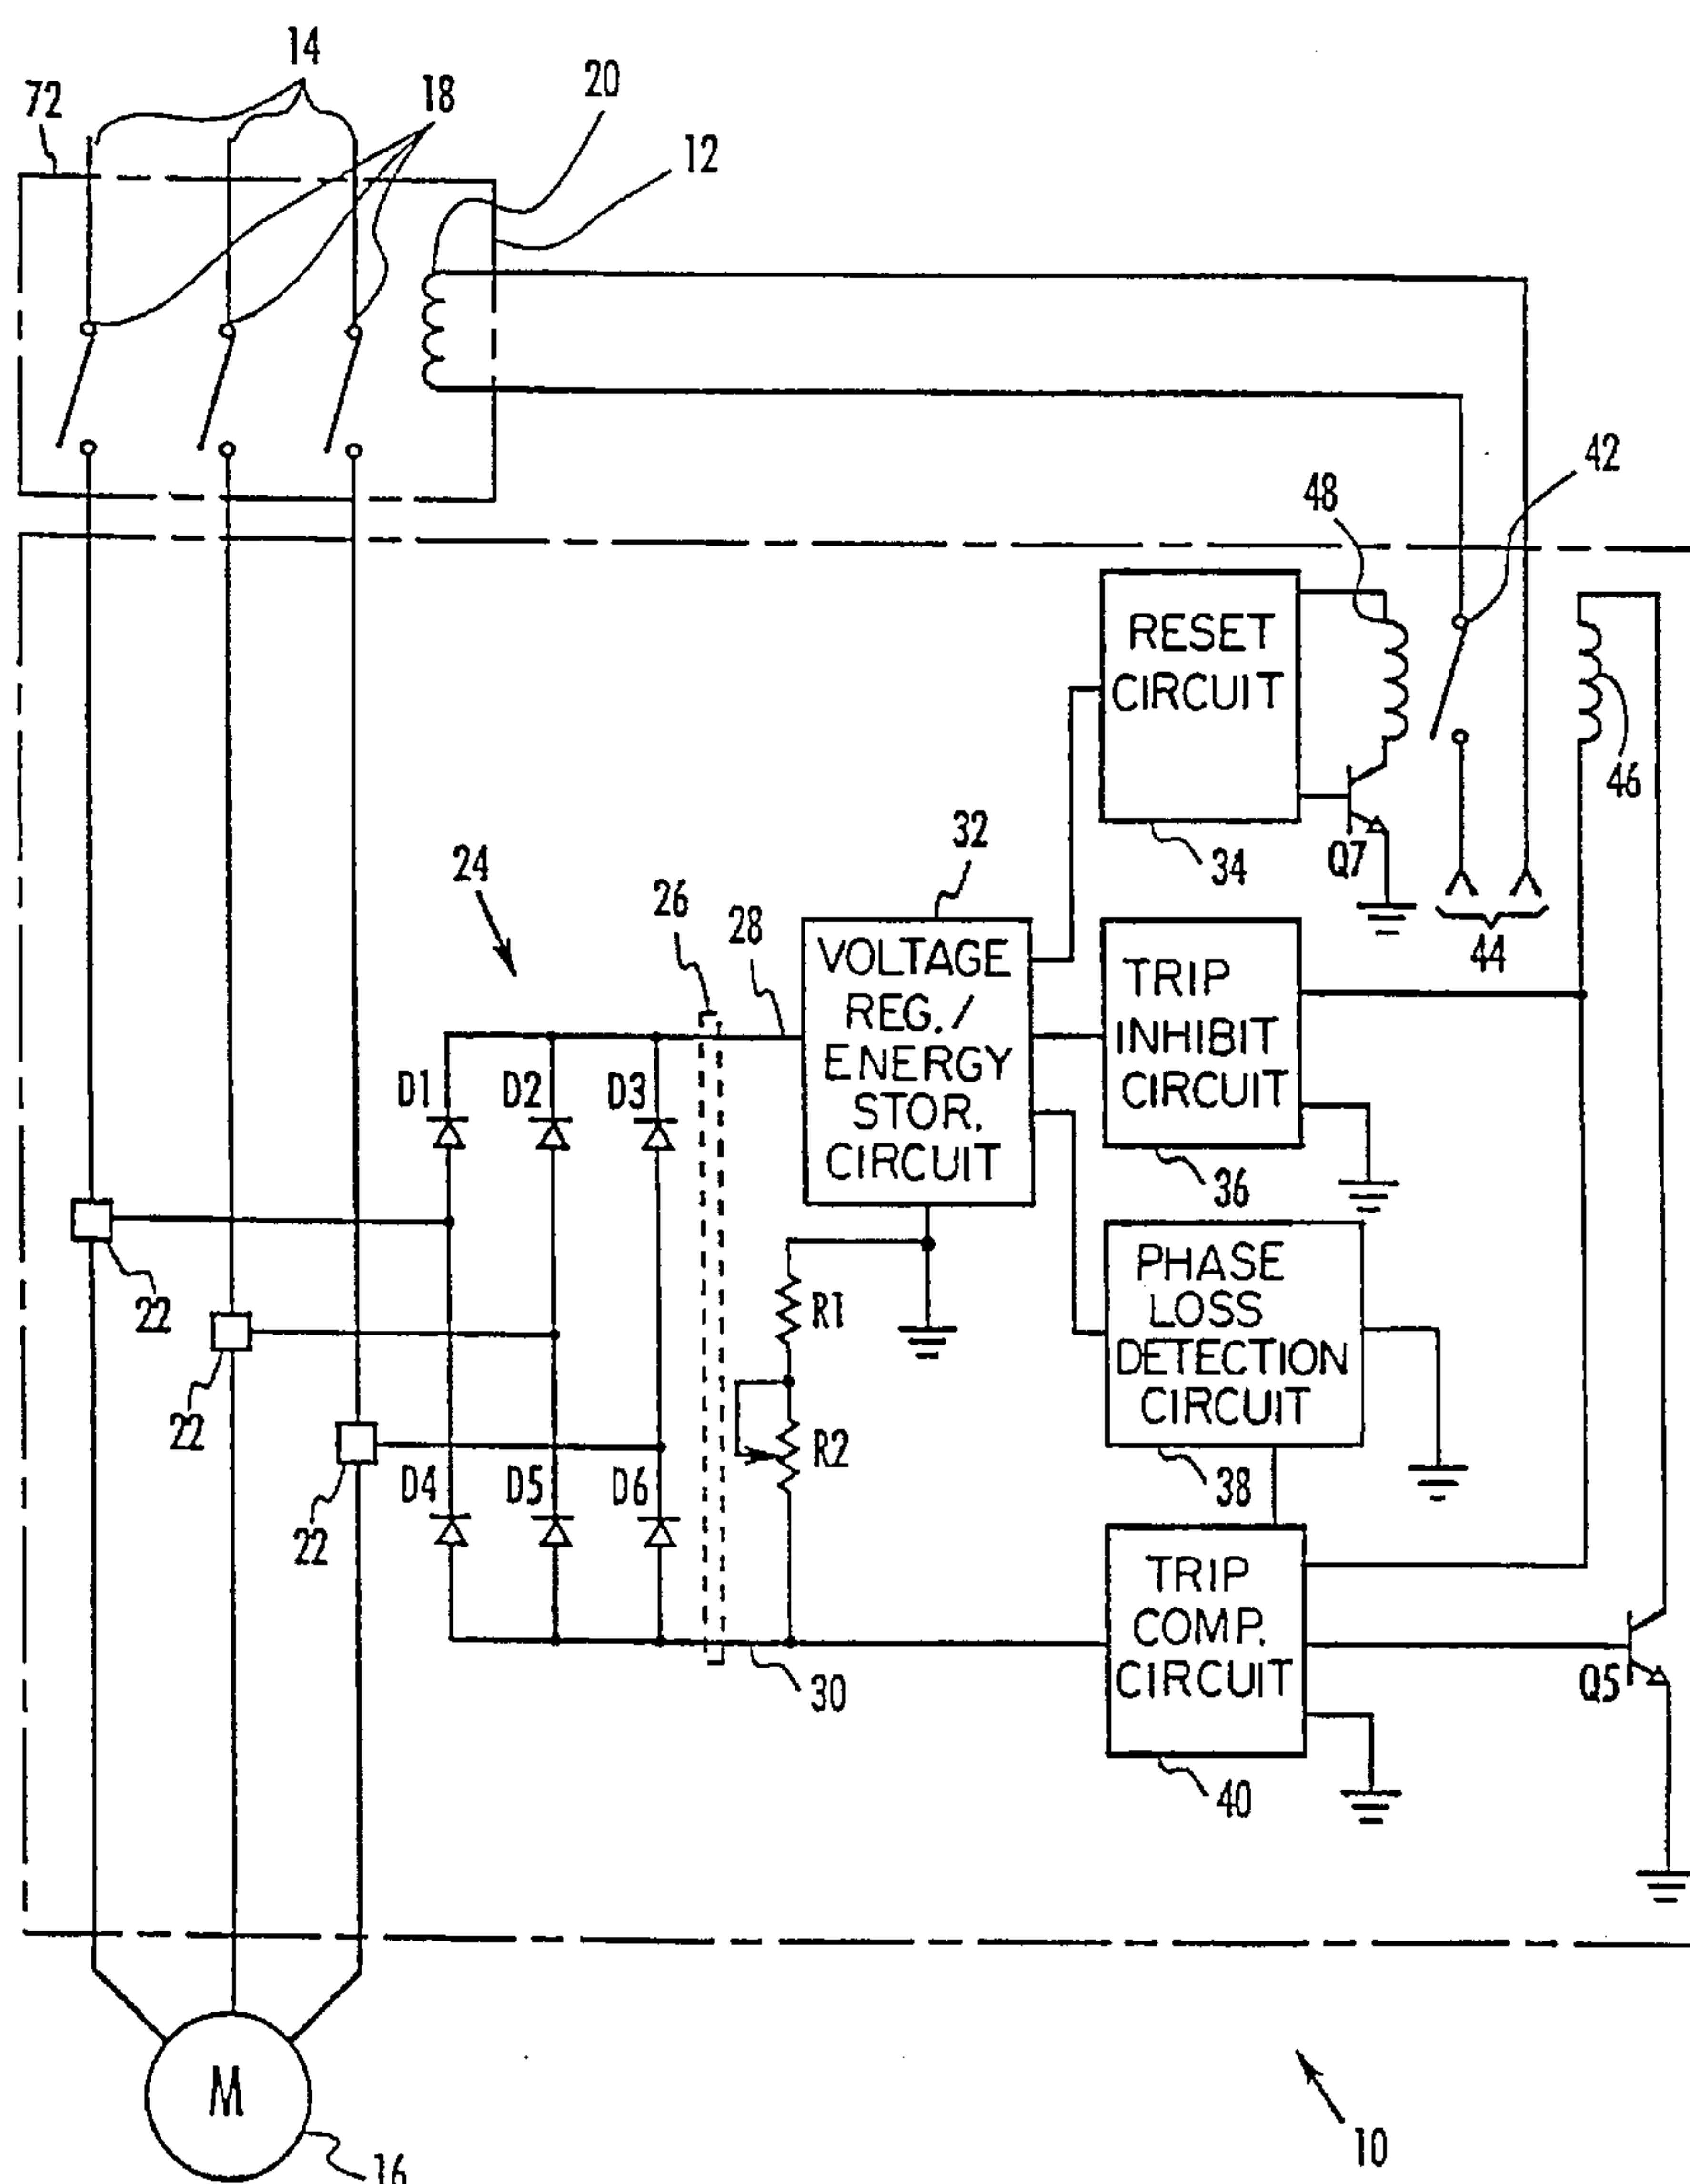 14
20
72
18
12
42
48
RESET
CIRCUIT
46
Q7
34
32
24
26
28
44
VOLTAGE
REG./
ENERGY
STOR.
CIRCUIT
TRIP
INHIBIT
CIRCUIT
D1
D2
D3
36
22
R1
PHASE
LOSS
DETECTION
CIRCUIT
22
R2
D4
D5
D6
38
22
TRIP
COMP.
CIRCUIT
30
Q5
40
M
10
16